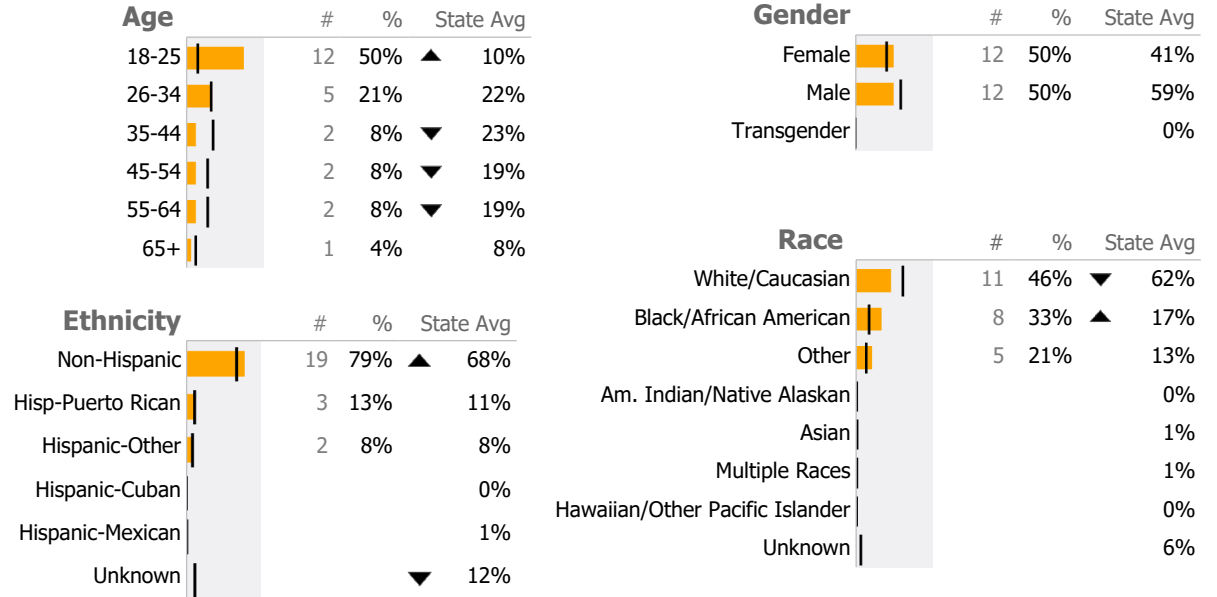 Age # % State Avg
18-25 12 50% ▲ 10%
26-34 5 21% 22%
35-44 2 8% ▼ 23%
45-54 2 8% ▼ 19%
55-64 2 8% ▼ 19%
65+ 1 4% 8%
Ethnicity # % State Avg
Non-Hispanic 19 79% ▲ 68%
Hisp-Puerto Rican 3 13% 11%
Hispanic-Other 2 8% 8%
Hispanic-Cuban 0%
Hispanic-Mexican 1%
Unknown ▼ 12%
Gender # % State Avg
Female 12 50% 41%
Male 12 50% 59%
Transgender 0%
Race # % State Avg
White/Caucasian 11 46% ▼ 62%
Black/African American 8 33% ▲ 17%
Other 5 21% 13%
Am. Indian/Native Alaskan 0%
Asian 1%
Multiple Races 1%
Hawaiian/Other Pacific Islander 0%
Unknown 6%